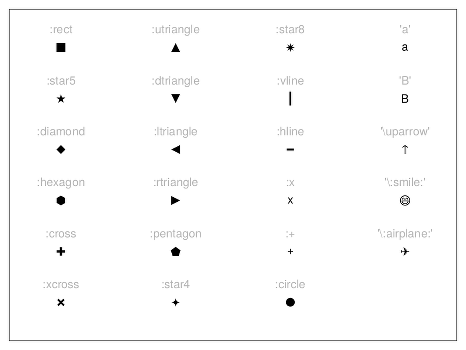 :rect :utriangle :star8 'a'
■ ▲ ✷ a
:star5 :dtriangle :vline 'B'
★ ▼ | B
:diamond :ltriangle :hline '\uparrow'
◆ ◀ − ↑
:hexagon :rtriangle :x '\:smile:'
⬢ ▶ x
:cross :pentagon :+ '\:airplane:'
✚ ⬟ + ✈
:xcross :star4 :circle
✖ ✦ ●